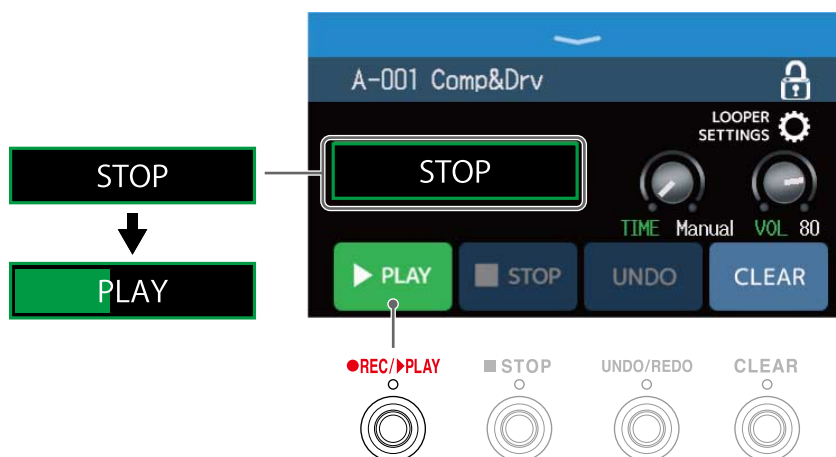 A-001 Comp&Drv
LOOPER
SETTINGS
STOP
STOP
TIME Manual VOL 80
PLAY
▶ PLAY ■ STOP UNDO CLEAR
●REC/▶PLAY ■STOP UNDO/REDO CLEAR